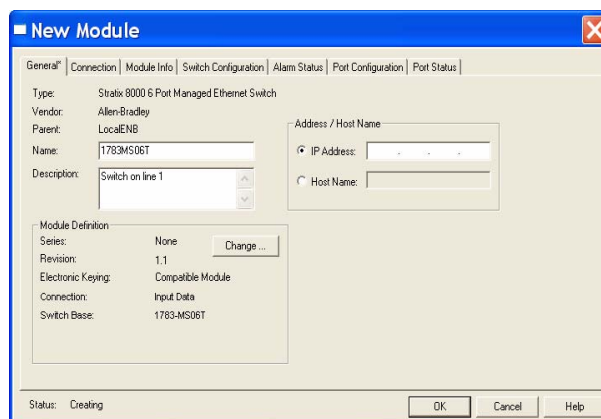 New Module
General* Connection Module Info Switch Configuration Alarm Status Port Configuration Port Status
Type: Stratix 8000 6 Port Managed Ethernet Switch
Vendor: Allen-Bradley
Parent: LocalENB
Name: 1783MS06T
Description: Switch on line 1
Address / Host Name
IP Address: . . .
Host Name:
Module Definition
Series: None
Change ...
Revision: 1.1
Electronic Keying: Compatible Module
Connection: Input Data
Switch Base: 1783-MS06T
Status: Creating
OK Cancel Help